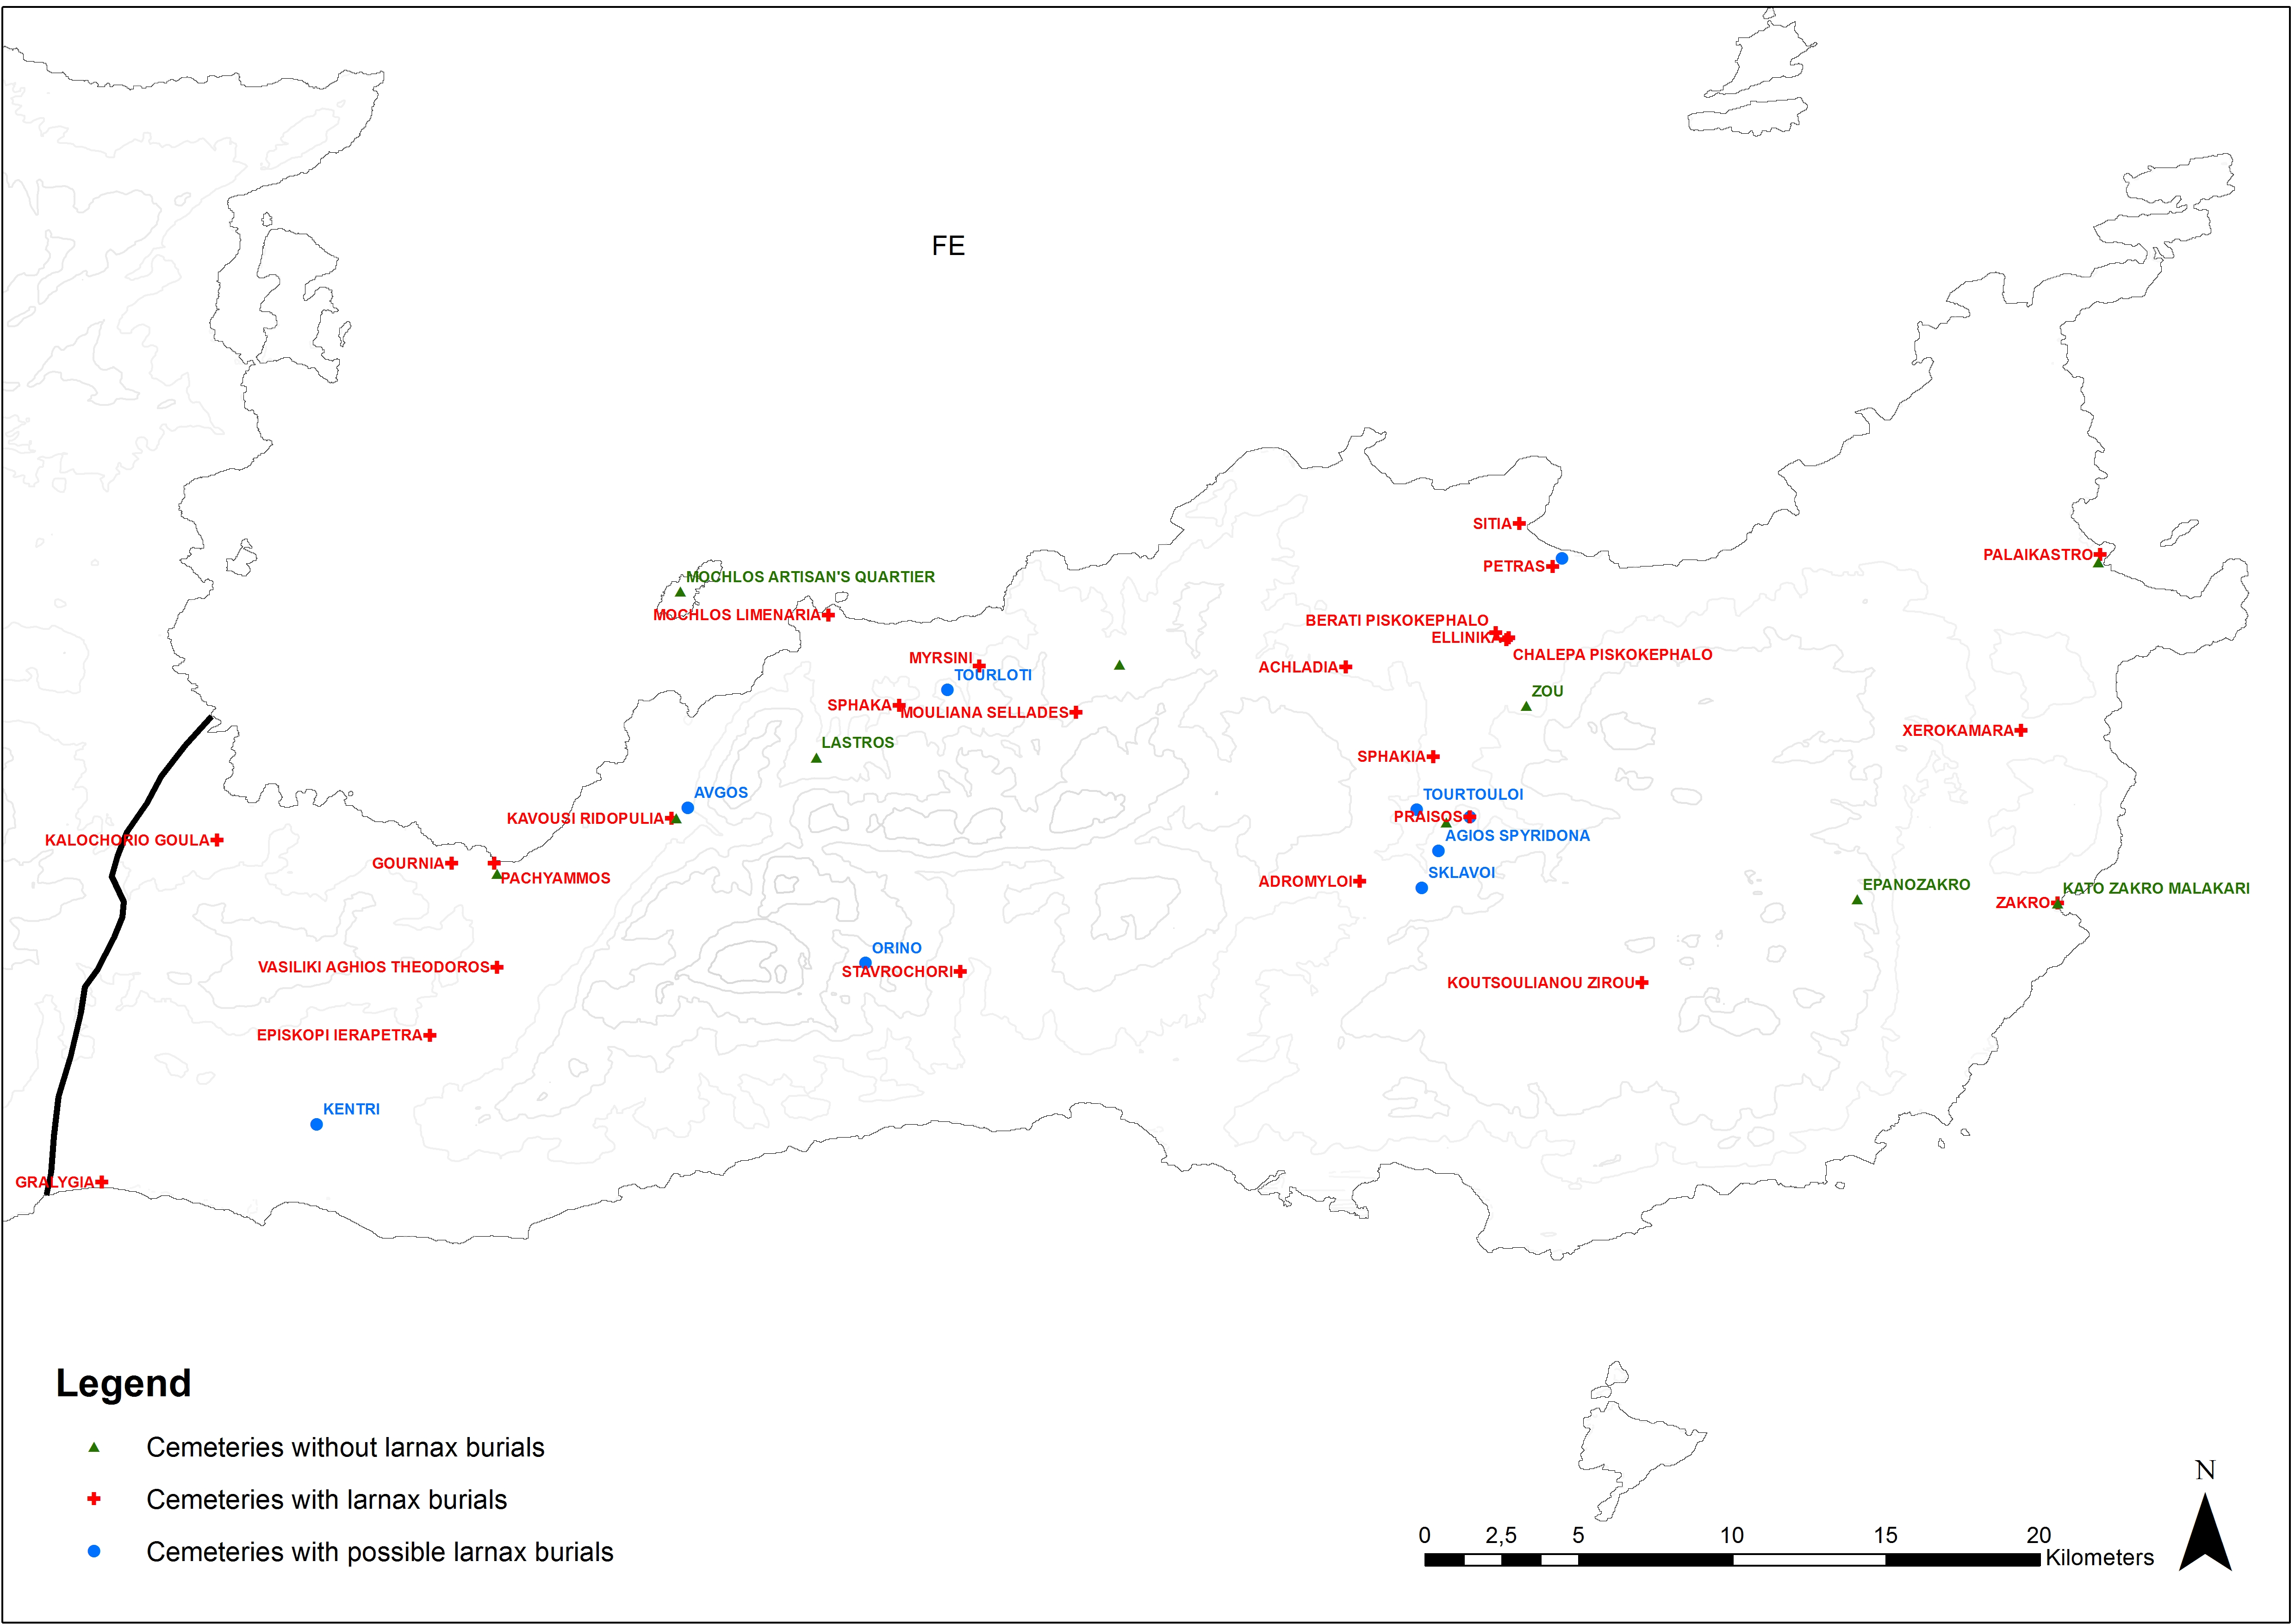 FE
SITIA
PALAIKASTRO
PETRAS
MOCHLOS ARTISAN'S QUARTIER
MOCHLOS LIMENARIA
BERATI PISKOKEPHALO
ELLINIKA
CHALEPA PISKOKEPHALO
MYRSINI
ACHLADIA
TOURLOTI
ZOU
SPHAKA
MOULIANA SELLADES
XEROKAMARA
LASTROS
SPHAKIA
AVGOS
TOURTOULOI
KAVOUSI RIDOPULIA
PRAISOS
AGIOS SPYRIDONA
KALOCHORIO GOULA
GOURNIA
PACHYAMMOS
SKLAVOI
ADROMYLOI
EPANOZAKRO
KATO ZAKRO MALAKARI
ZAKRO
ORINO
VASILIKI AGHIOS THEODOROS
STAVROCHORI
KOUTSOULIANOU ZIROU
EPISKOPI IERAPETRA
KENTRI
GRALYGIA
Legend
Cemeteries without larnax burials
Cemeteries with larnax burials
Cemeteries with possible larnax burials
N
0 2,5 5 10 15 20
Kilometers